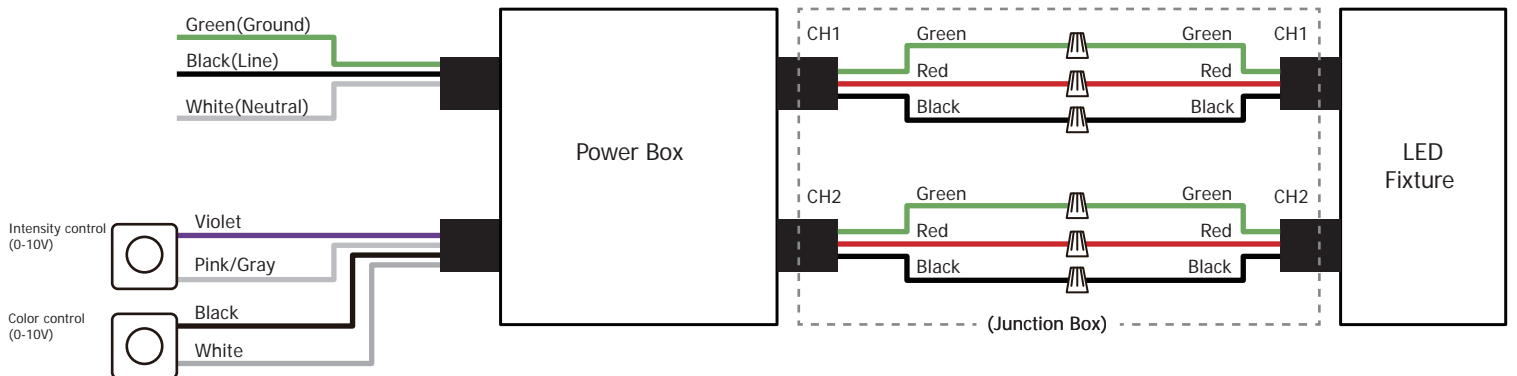 Green(Ground)
Black(Line)
White(Neutral)
Intensity control
(0-10V)
Violet
Pink/Gray
Color control
(0-10V)
Black
White
Power Box
CH1
Green
Green
CH1
Red
Red
Black
Black
CH2
Green
Green
CH2
Red
Red
Black
Black
(Junction Box)
LED
Fixture